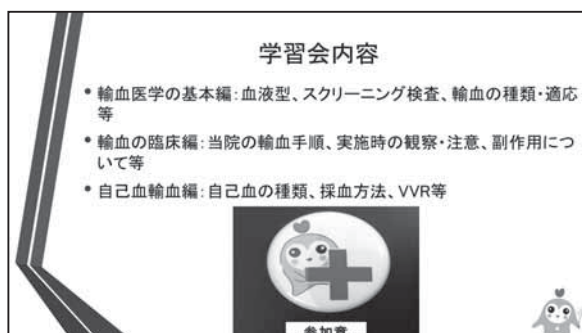 学習会内容
• 輸血医学の基本編：血液型、スクリーニング検査、輸血の種類・適応
等
• 輸血の臨床編：当院の輸血手順、実施時の観察・注意、副作用につ
いて等
• 自己血輸血編：自己血の種類、採血方法、VVR等